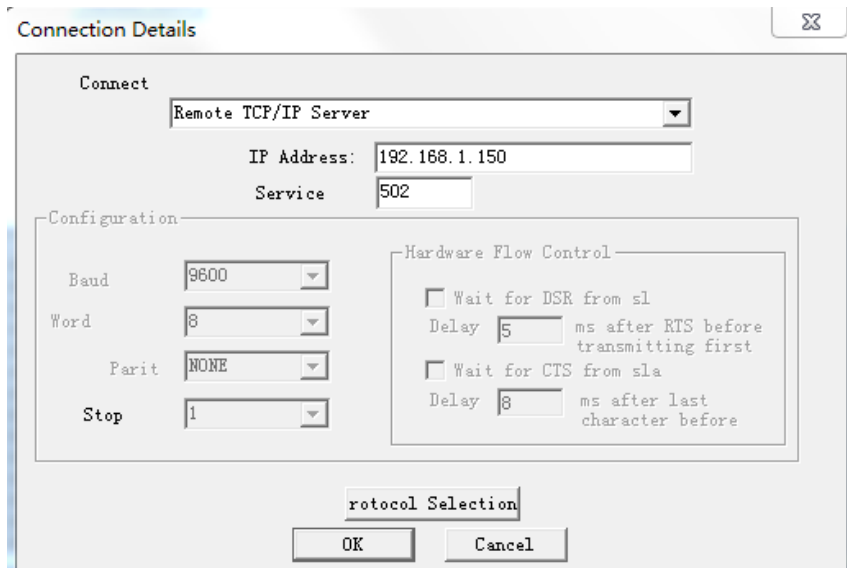 Connection Details
Connect
Remote TCP/IP Server
IP Address: 192.168.1.150
Service 502
Configuration
Baud 9600
Word 8
Parit NONE
Stop 1
Hardware Flow Control
Wait for DSR from sl
Delay 5 ms after RTS before
transmitting first
Wait for CTS from sla
Delay 8 ms after last
character before
rotocol Selection
OK Cancel